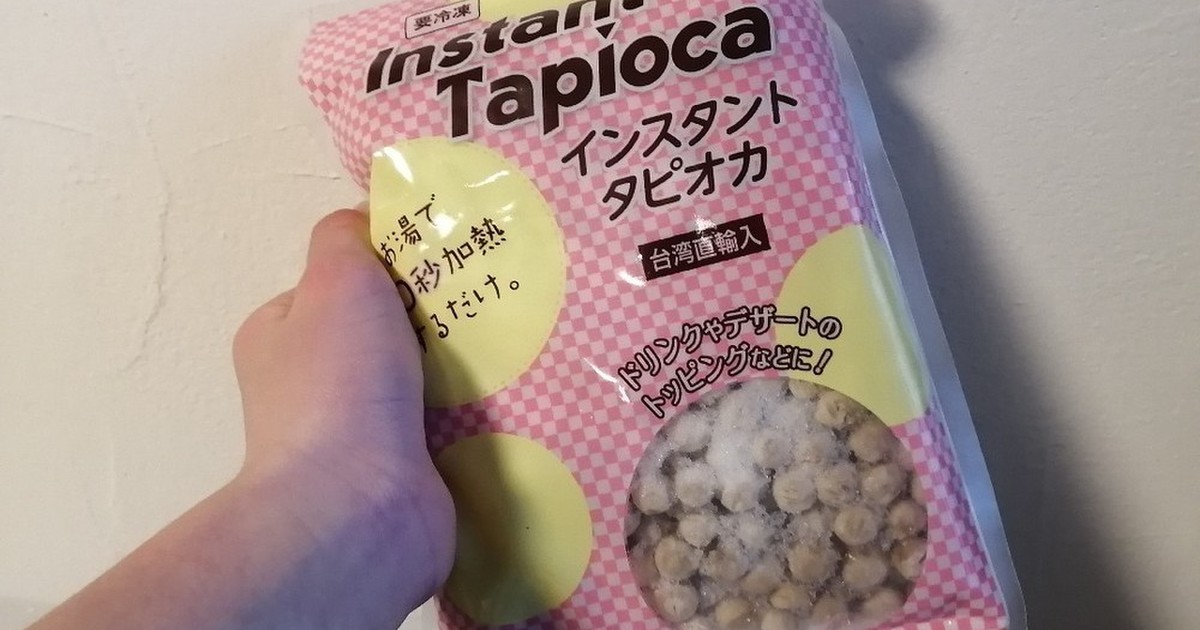 要冷凍
Instant
Tapioca
インスタント
タピオカ
台湾直輸入
お湯で
0秒加熱
するだけ。
ドリンクやデザートの
トッピングなどに!